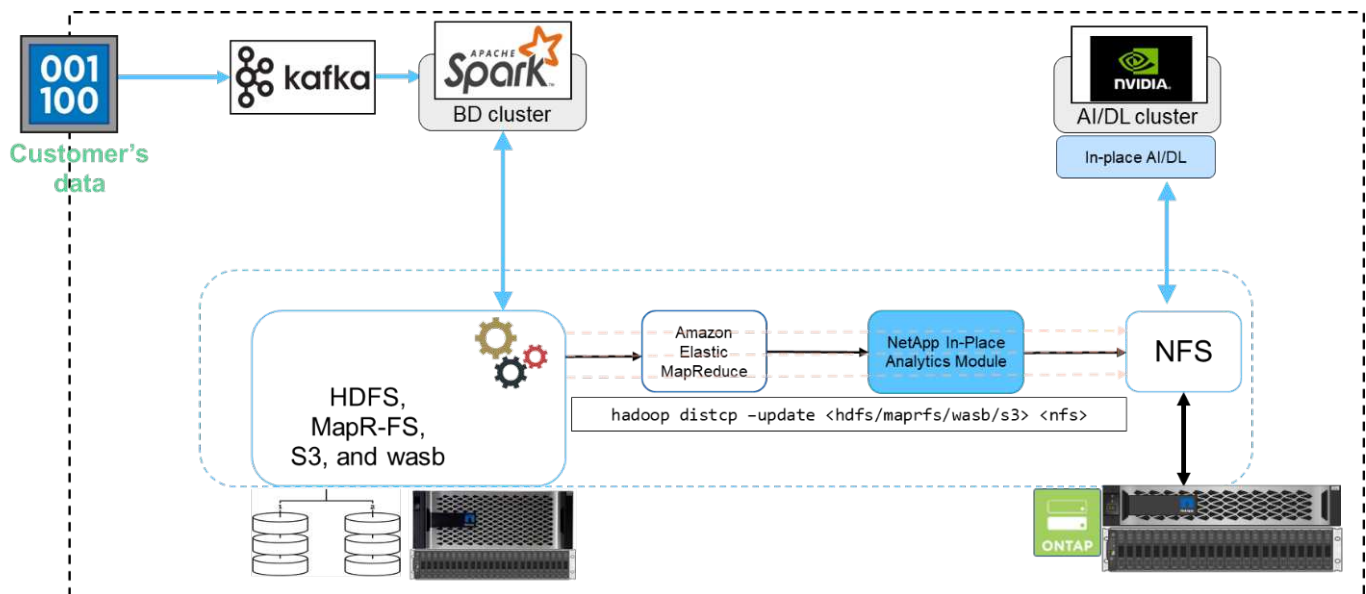 001
100
Customer's
data
kafka
APACHE
Spark™
BD cluster
NVIDIA.
AI/DL cluster
In-place AI/DL
HDFS,
MapR-FS,
S3, and wasb
Amazon
Elastic
MapReduce
NetApp In-Place
Analytics Module
NFS
hadoop distcp –update <hdfs/maprfs/wasb/s3> <nfs>
ONTAP